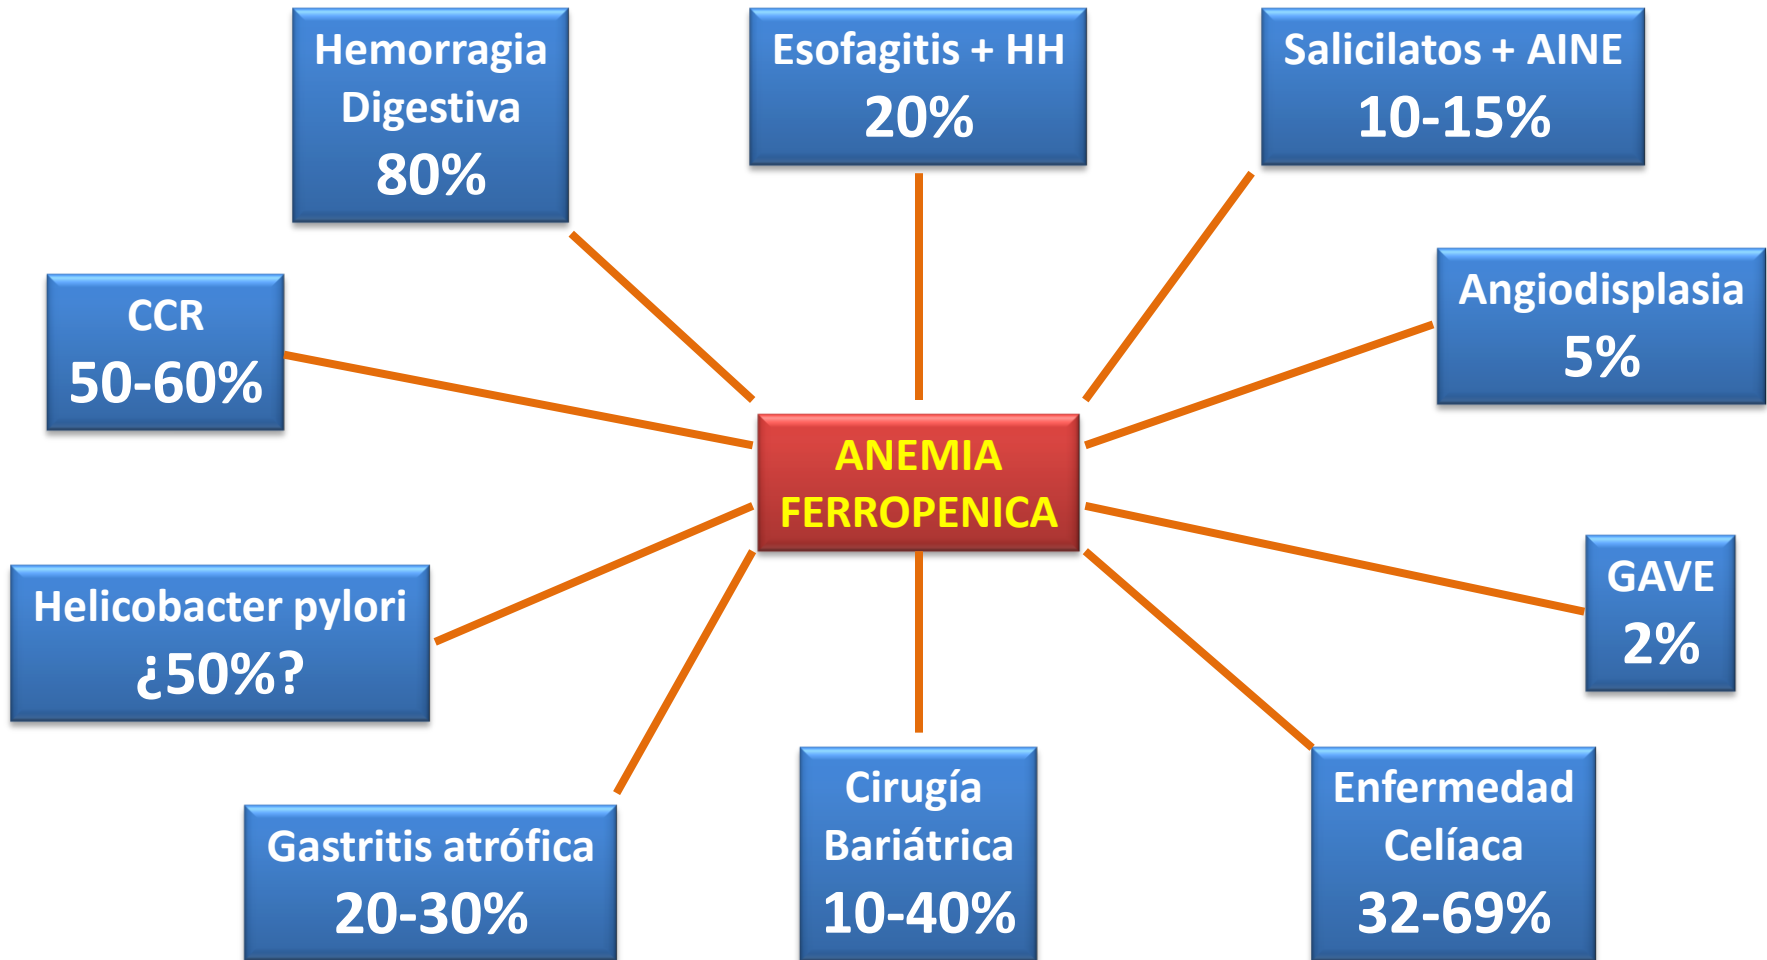 Hemorragia
Digestiva
80%
Esofagitis + HH
20%
Salicilatos + AINE
10-15%
CCR
50-60%
Angiodisplasia
5%
ANEMIA
FERROPENICA
Helicobacter pylori
¿50%?
GAVE
2%
Gastritis atrófica
20-30%
Cirugía
Bariátrica
10-40%
Enfermedad
Celíaca
32-69%